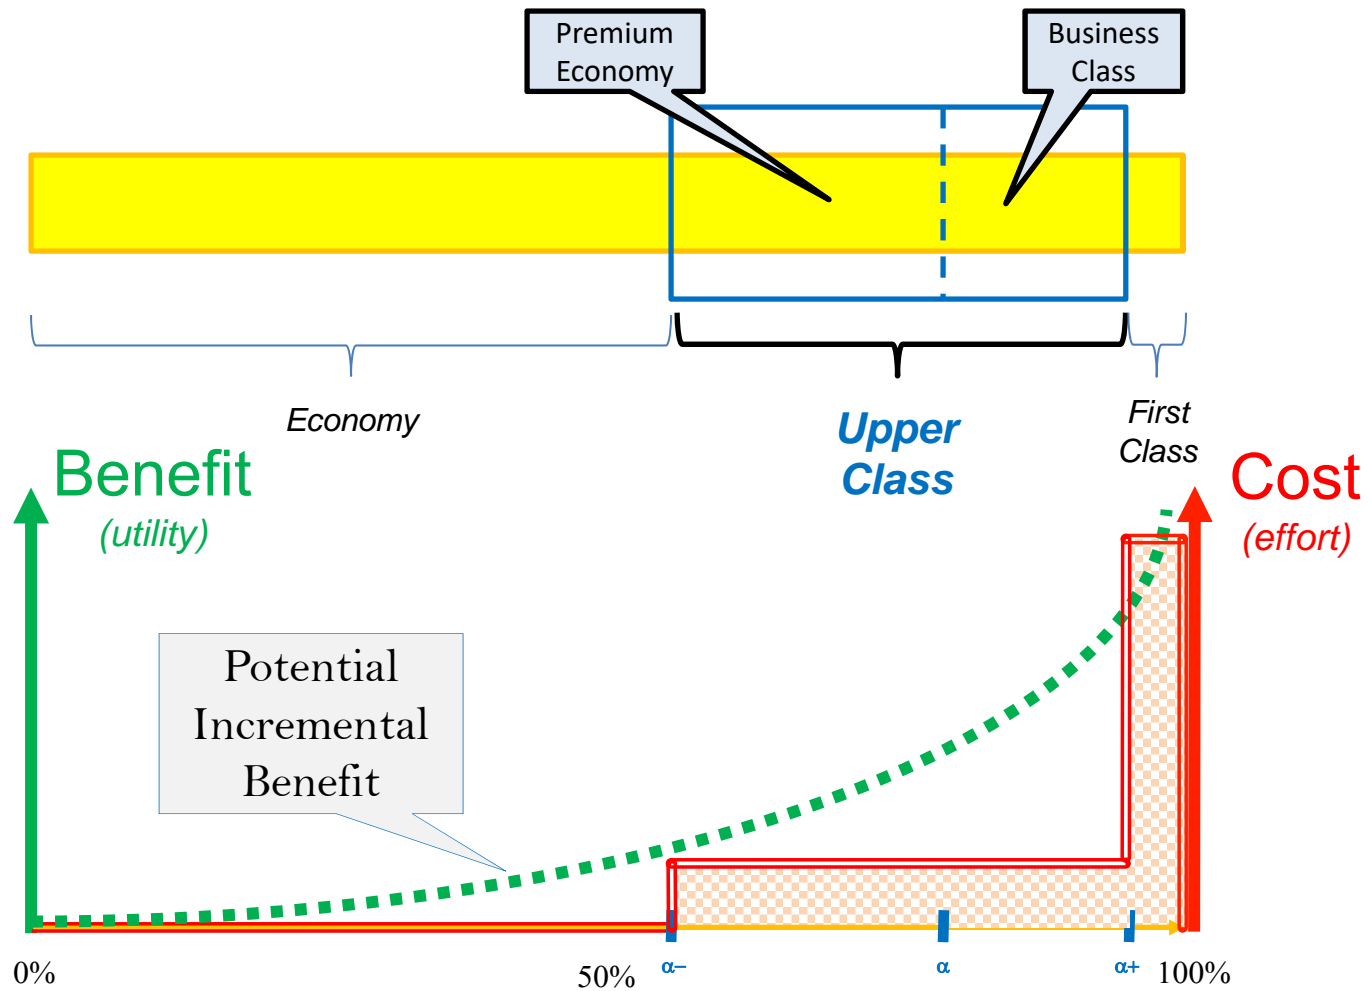 Premium
Economy
Business
Class
Economy
Upper
Class
First
Class
Benefit
(utility)
Cost
(effort)
Potential
Incremental
Benefit
0%
50%
α−
α
α+
100%